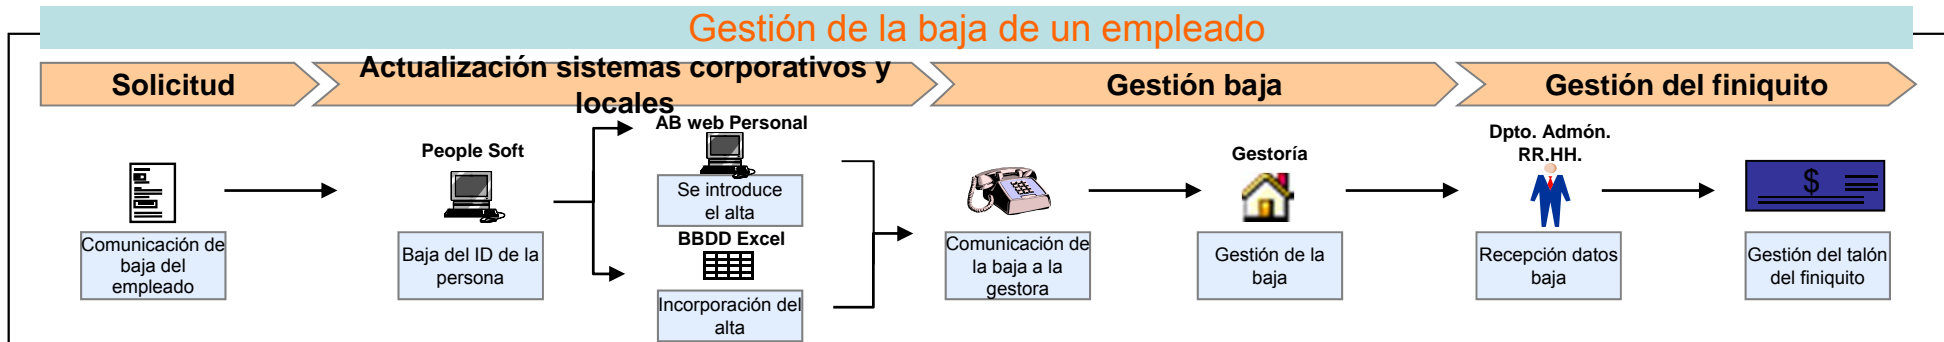 Gestión de la baja de un empleado
Solicitud
Actualización sistemas corporativos y
locales
Gestión baja
Gestión del finiquito
Comunicación de
baja del
empleado
People Soft
Baja del ID de la
persona
AB web Personal
Se introduce
el alta
BBDD Excel
Incorporación del
alta
Comunicación de
la baja a la
gestora
Gestoría
Gestión de la
baja
Dpto. Admón.
RR.HH.
Recepción datos
baja
$
Gestión del talón
del finiquito